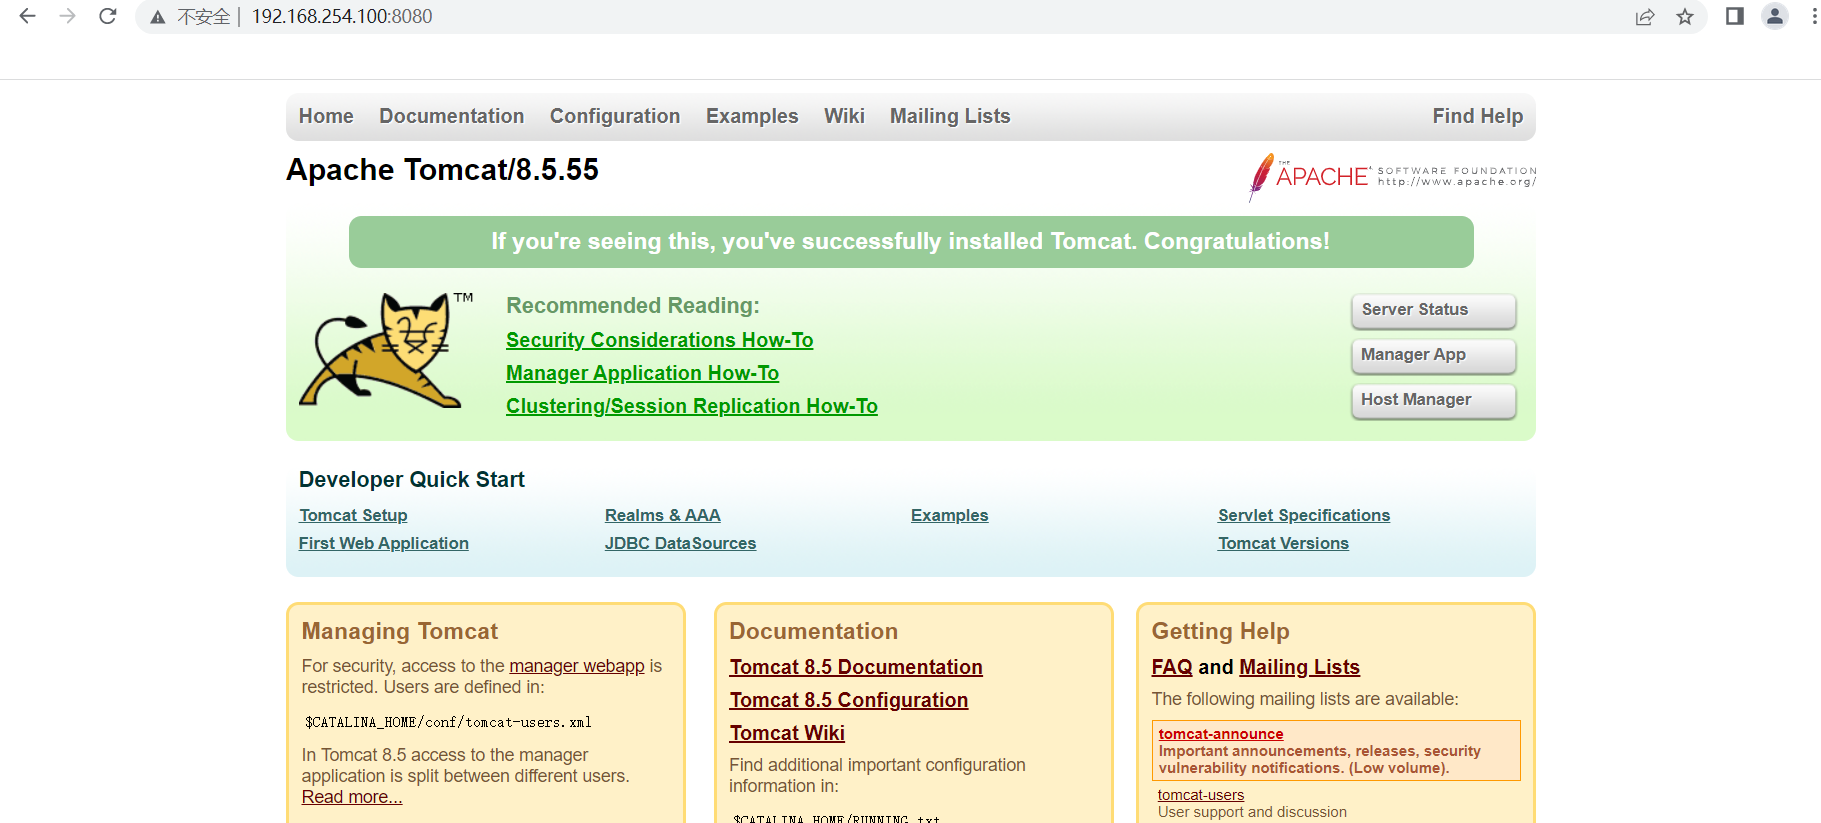 不安全 | 192.168.254.100:8080
Home Documentation Configuration Examples Wiki Mailing Lists Find Help
Apache Tomcat/8.5.55
THE APACHE SOFTWARE FOUNDATION
http://www.apache.org/
If you're seeing this, you've successfully installed Tomcat. Congratulations!
TM
Recommended Reading:
Security Considerations How-To
Manager Application How-To
Clustering/Session Replication How-To
Server Status
Manager App
Host Manager
Developer Quick Start
Tomcat Setup Realms & AAA Examples Servlet Specifications
First Web Application JDBC DataSources Tomcat Versions
Managing Tomcat
For security, access to the manager webapp is
restricted. Users are defined in:
$CATALINA_HOME/conf/tomcat-users.xml
In Tomcat 8.5 access to the manager
application is split between different users.
Read more...
Documentation
Tomcat 8.5 Documentation
Tomcat 8.5 Configuration
Tomcat Wiki
Find additional important configuration
information in:
$CATALINA_HOME/RUNNING.txt
Getting Help
FAQ and Mailing Lists
The following mailing lists are available:
tomcat-announce
Important announcements, releases, security
vulnerability notifications. (Low volume).
tomcat-users
User support and discussion